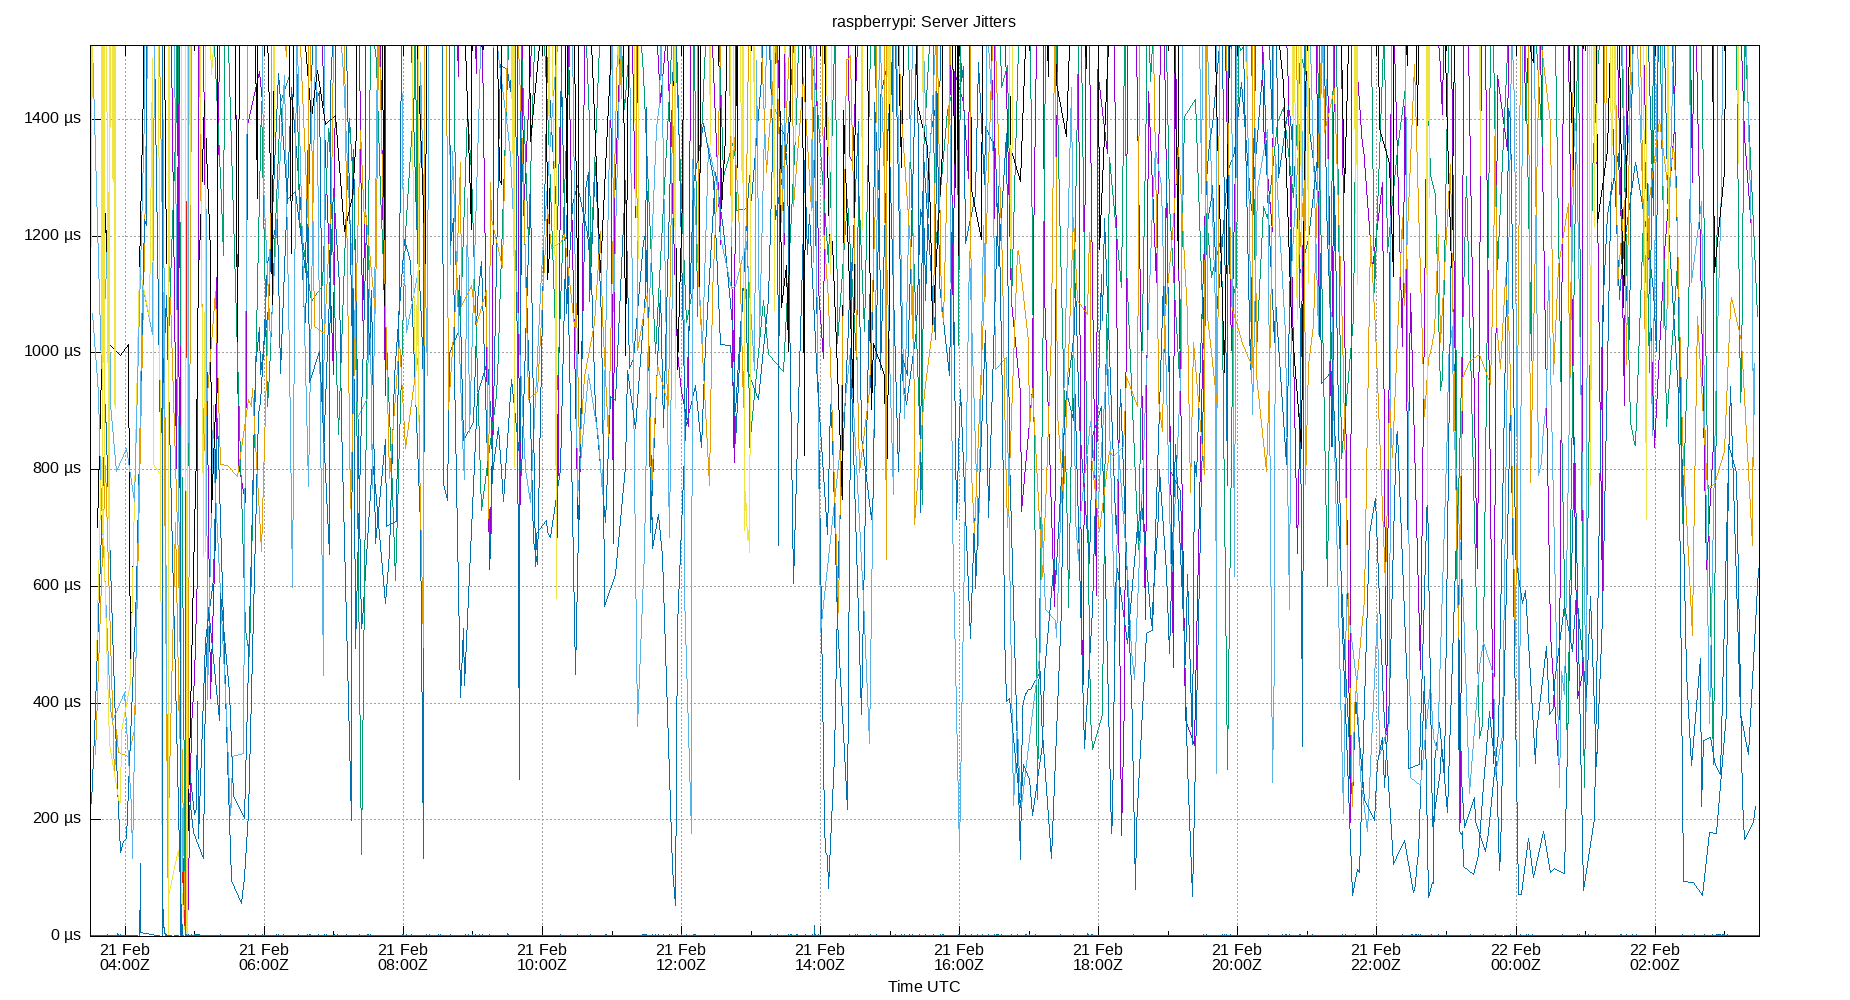 raspberrypi: Server Jitters
1400 µs
1200 µs
1000 µs
800 µs
600 µs
400 µs
200 µs
0 µs
21 Feb 21 Feb 21 Feb 21 Feb 21 Feb 21 Feb 21 Feb 21 Feb 21 Feb 21 Feb 22 Feb 22 Feb
04:00Z 06:00Z 08:00Z 10:00Z 12:00Z 14:00Z 16:00Z 18:00Z 20:00Z 22:00Z 00:00Z 02:00Z
Time UTC